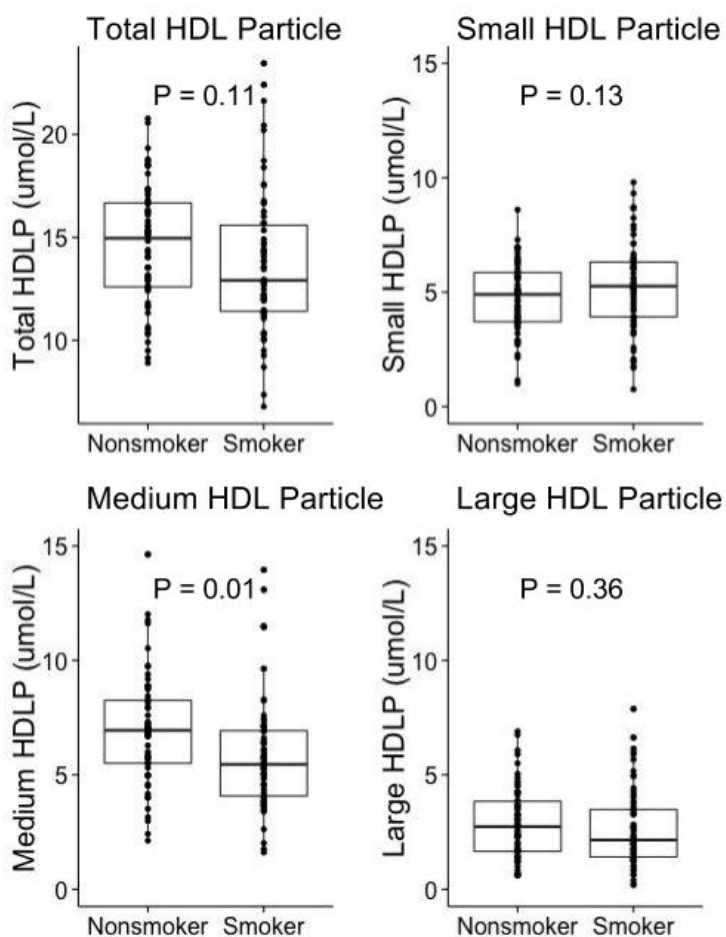 Total HDL Particle
P = 0.11
Total HDLP (umol/L)
20
15
10
Nonsmoker Smoker
Small HDL Particle
P = 0.13
Small HDLP (umol/L)
15
10
5
0
Nonsmoker Smoker
Medium HDL Particle
P = 0.01
Medium HDLP (umol/L)
15
10
5
0
Nonsmoker Smoker
Large HDL Particle
P = 0.36
Large HDLP (umol/L)
15
10
5
0
Nonsmoker Smoker